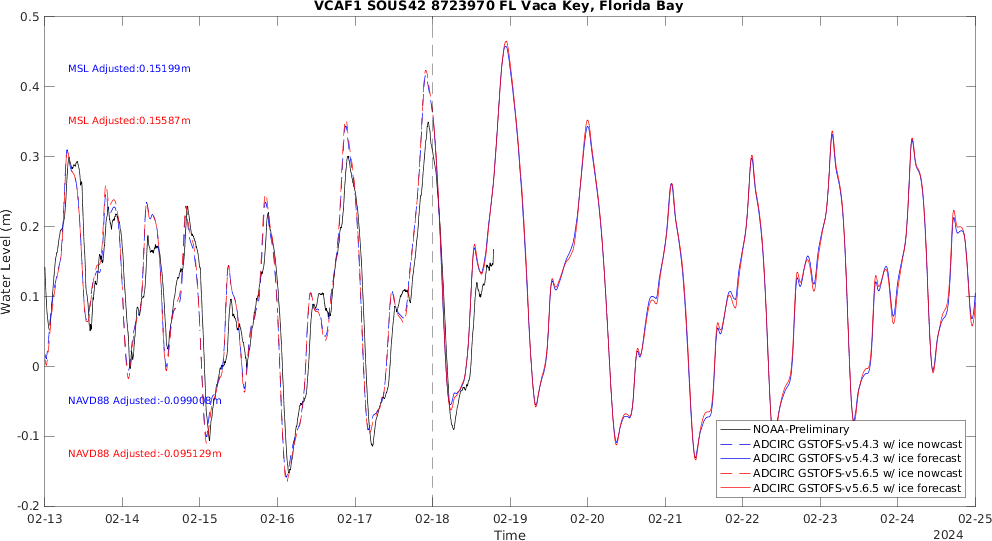 VCAF1 SOUS42 8723970 FL Vaca Key, Florida Bay
0.5
0.4
0.3
0.2
0.1
0
-0.1
-0.2
Water Level (m)
MSL Adjusted:0.15199m
MSL Adjusted:0.15587m
NAVD88 Adjusted:-0.099008m
NAVD88 Adjusted:-0.095129m
NOAA-Preliminary
ADCIRC GSTOFS-v5.4.3 w/ ice nowcast
ADCIRC GSTOFS-v5.4.3 w/ ice forecast
ADCIRC GSTOFS-v5.6.5 w/ ice nowcast
ADCIRC GSTOFS-v5.6.5 w/ ice forecast
02-13 02-14 02-15 02-16 02-17 02-18 02-19 02-20 02-21 02-22 02-23 02-24 02-25
Time
2024